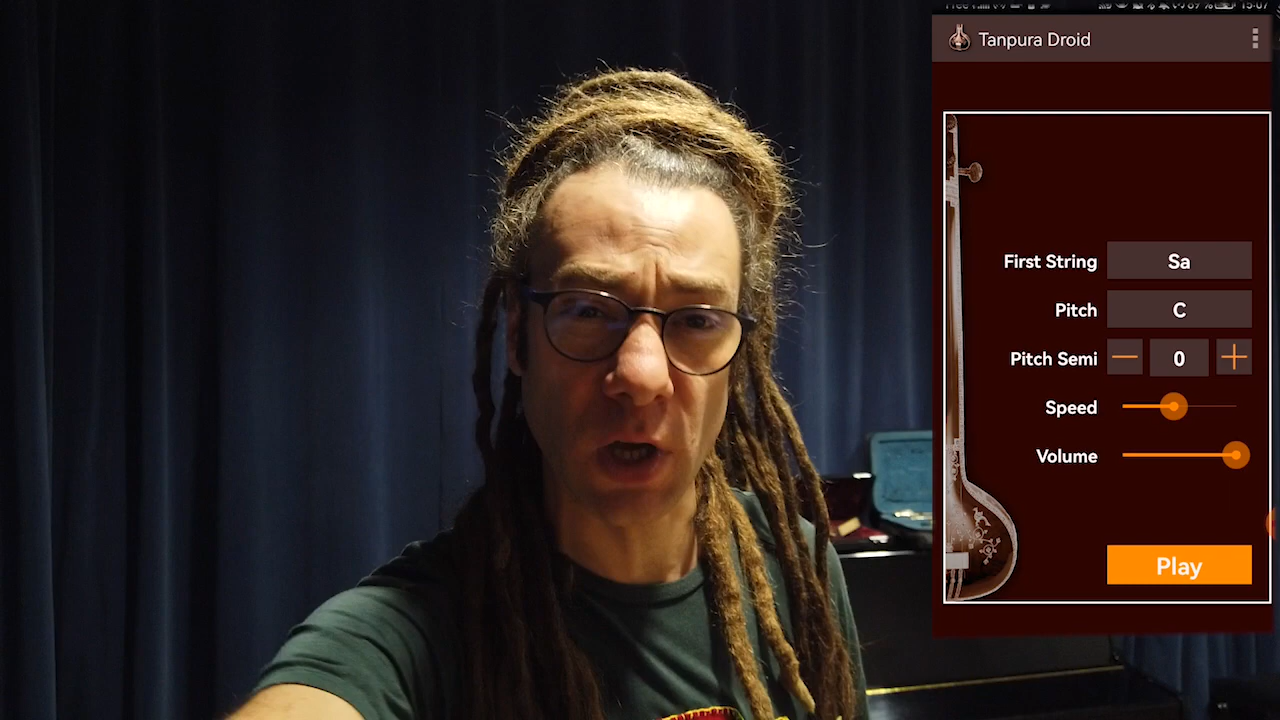 Tanpura Droid
First String Sa
Pitch C
Pitch Semi — 0 +
Speed
Volume
Play